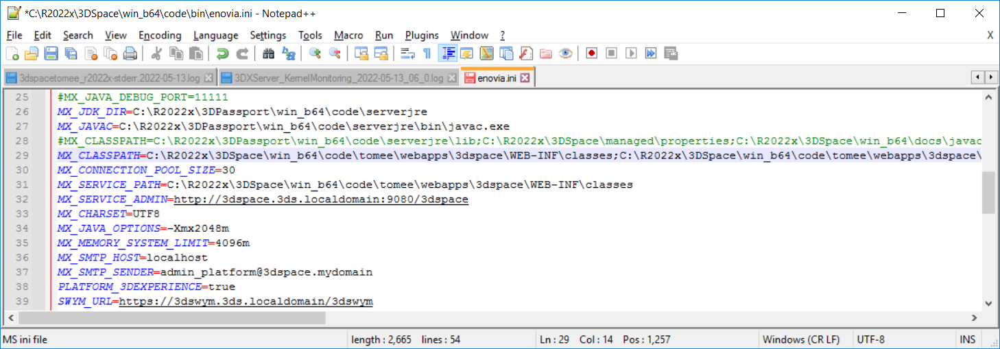 *C:\R2022x\3DSpace\win_b64\code\bin\enovia.ini - Notepad++
File Edit Search View Encoding Language Settings Tools Macro Run Plugins Window ? X
3dspacetomee_r2022x-stderr.2022-05-13.log 3DXServer_KernelMonitoring_2022-05-13_06_0.log enovia.ini
25 #MX_JAVA_DEBUG_PORT=11111
26 MX_JDK_DIR=C:\R2022x\3DPassport\win_b64\code\serverjre
27 MX_JAVAC=C:\R2022x\3DPassport\win_b64\code\serverjre\bin\javac.exe
28 #MX_CLASSPATH=C:\R2022x\3DPassport\win_b64\code\serverjre\lib;C:\R2022x\3DSpace\managed\properties;C:\R2022x\3DSpace\win_b64\docs\javac
29 MX_CLASSPATH=C:\R2022x\3DSpace\win_b64\code\tomee\webapps\3dspace\WEB-INF\classes;C:\R2022x\3DSpace\win_b64\code\tomee\webapps\3dspace\
30 MX_CONNECTION_POOL_SIZE=30
31 MX_SERVICE_PATH=C:\R2022x\3DSpace\win_b64\code\tomee\webapps\3dspace\WEB-INF\classes
32 MX_SERVICE_ADMIN=http://3dspace.3ds.localdomain:9080/3dspace
33 MX_CHARSET=UTF8
34 MX_JAVA_OPTIONS=-Xmx2048m
35 MX_MEMORY_SYSTEM_LIMIT=4096m
36 MX_SMTP_HOST=localhost
37 MX_SMTP_SENDER=admin_platform@3dspace.mydomain
38 PLATFORM_3DEXPERIENCE=true
39 SWYM_URL=https://3dswym.3ds.localdomain/3dswym
MS ini file length : 2,665 lines : 54 Ln : 29 Col : 14 Pos : 1,257 Windows (CR LF) UTF-8 INS